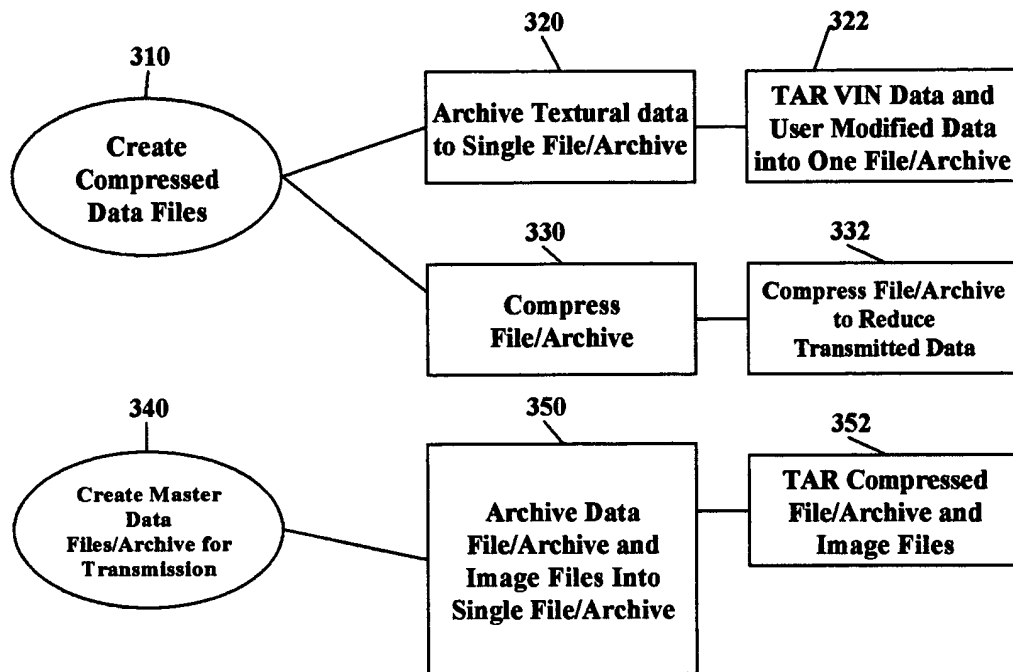 310
Create
Compressed
Data Files
320
Archive Textural data
to Single File/Archive
322
TAR VIN Data and
User Modified Data
into One File/Archive
330
Compress
File/Archive
332
Compress File/Archive
to Reduce
Transmitted Data
340
Create Master
Data
Files/Archive for
Transmission
350
Archive Data
File/Archive and
Image Files Into
Single File/Archive
352
TAR Compressed
File/Archive and
Image Files